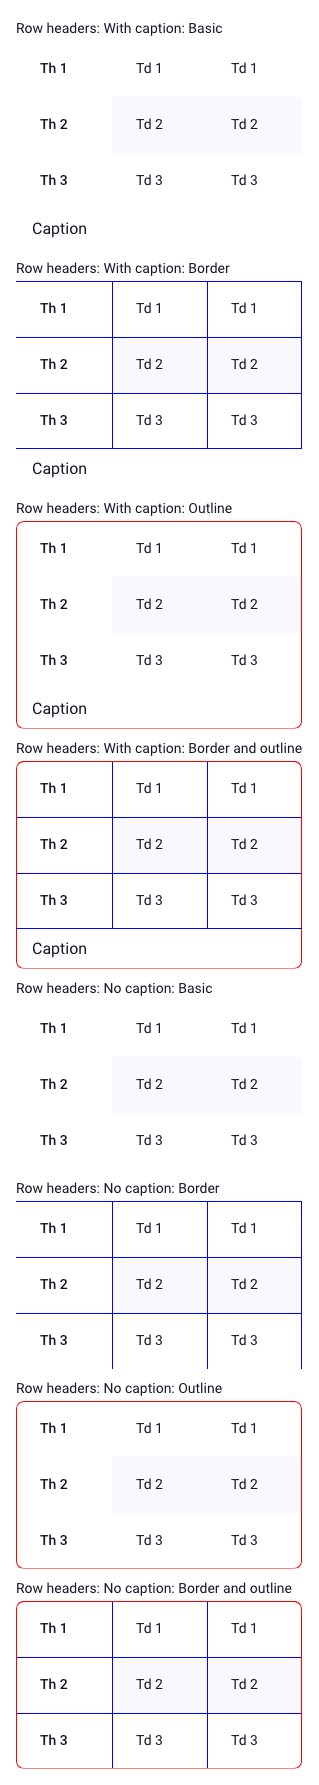 Row headers: With caption: Basic
Th 1 Td 1 Td 1
Th 2 Td 2 Td 2
Th 3 Td 3 Td 3
Caption
Row headers: With caption: Border
Th 1 Td 1 Td 1
Th 2 Td 2 Td 2
Th 3 Td 3 Td 3
Caption
Row headers: With caption: Outline
Th 1 Td 1 Td 1
Th 2 Td 2 Td 2
Th 3 Td 3 Td 3
Caption
Row headers: With caption: Border and outline
Th 1 Td 1 Td 1
Th 2 Td 2 Td 2
Th 3 Td 3 Td 3
Caption
Row headers: No caption: Basic
Th 1 Td 1 Td 1
Th 2 Td 2 Td 2
Th 3 Td 3 Td 3
Row headers: No caption: Border
Th 1 Td 1 Td 1
Th 2 Td 2 Td 2
Th 3 Td 3 Td 3
Row headers: No caption: Outline
Th 1 Td 1 Td 1
Th 2 Td 2 Td 2
Th 3 Td 3 Td 3
Row headers: No caption: Border and outline
Th 1 Td 1 Td 1
Th 2 Td 2 Td 2
Th 3 Td 3 Td 3